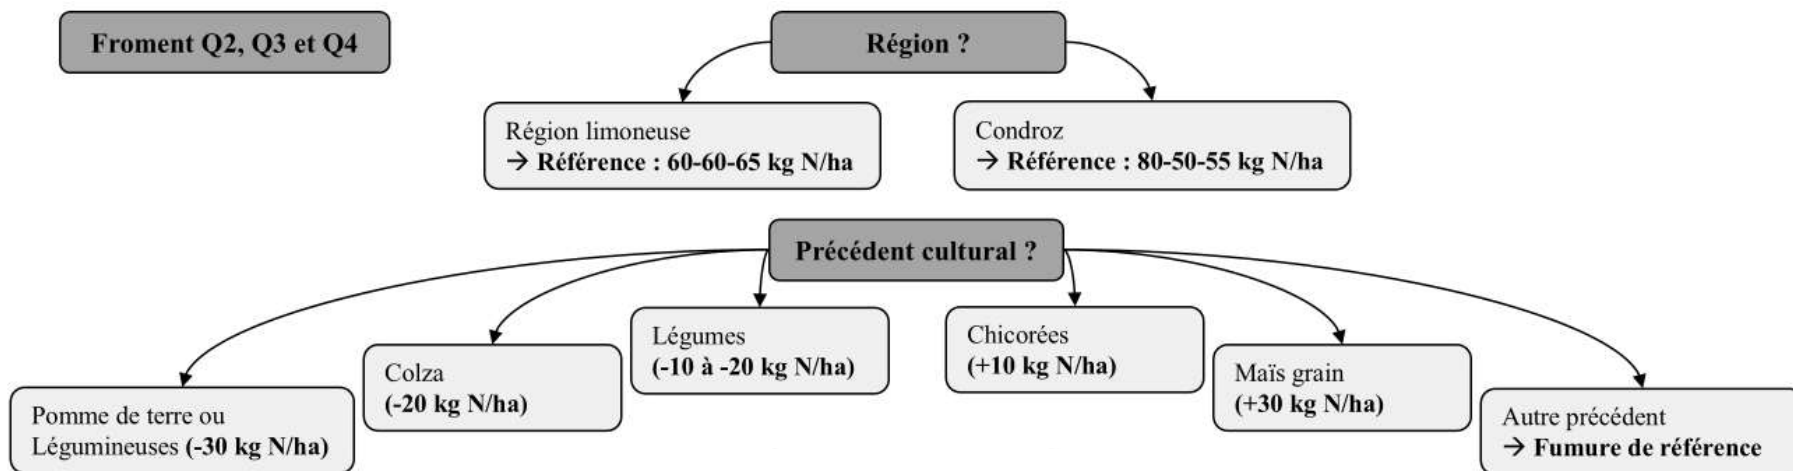 Froment Q2, Q3 et Q4
Région ?
Région limoneuse
→ Référence : 60-60-65 kg N/ha
Condroz
→ Référence : 80-50-55 kg N/ha
Précédent cultural ?
Pomme de terre ou
Légumineuses (-30 kg N/ha)
Colza
(-20 kg N/ha)
Légumes
(-10 à -20 kg N/ha)
Chicorées
(+10 kg N/ha)
Maïs grain
(+30 kg N/ha)
Autre précédent
→ Fumure de référence